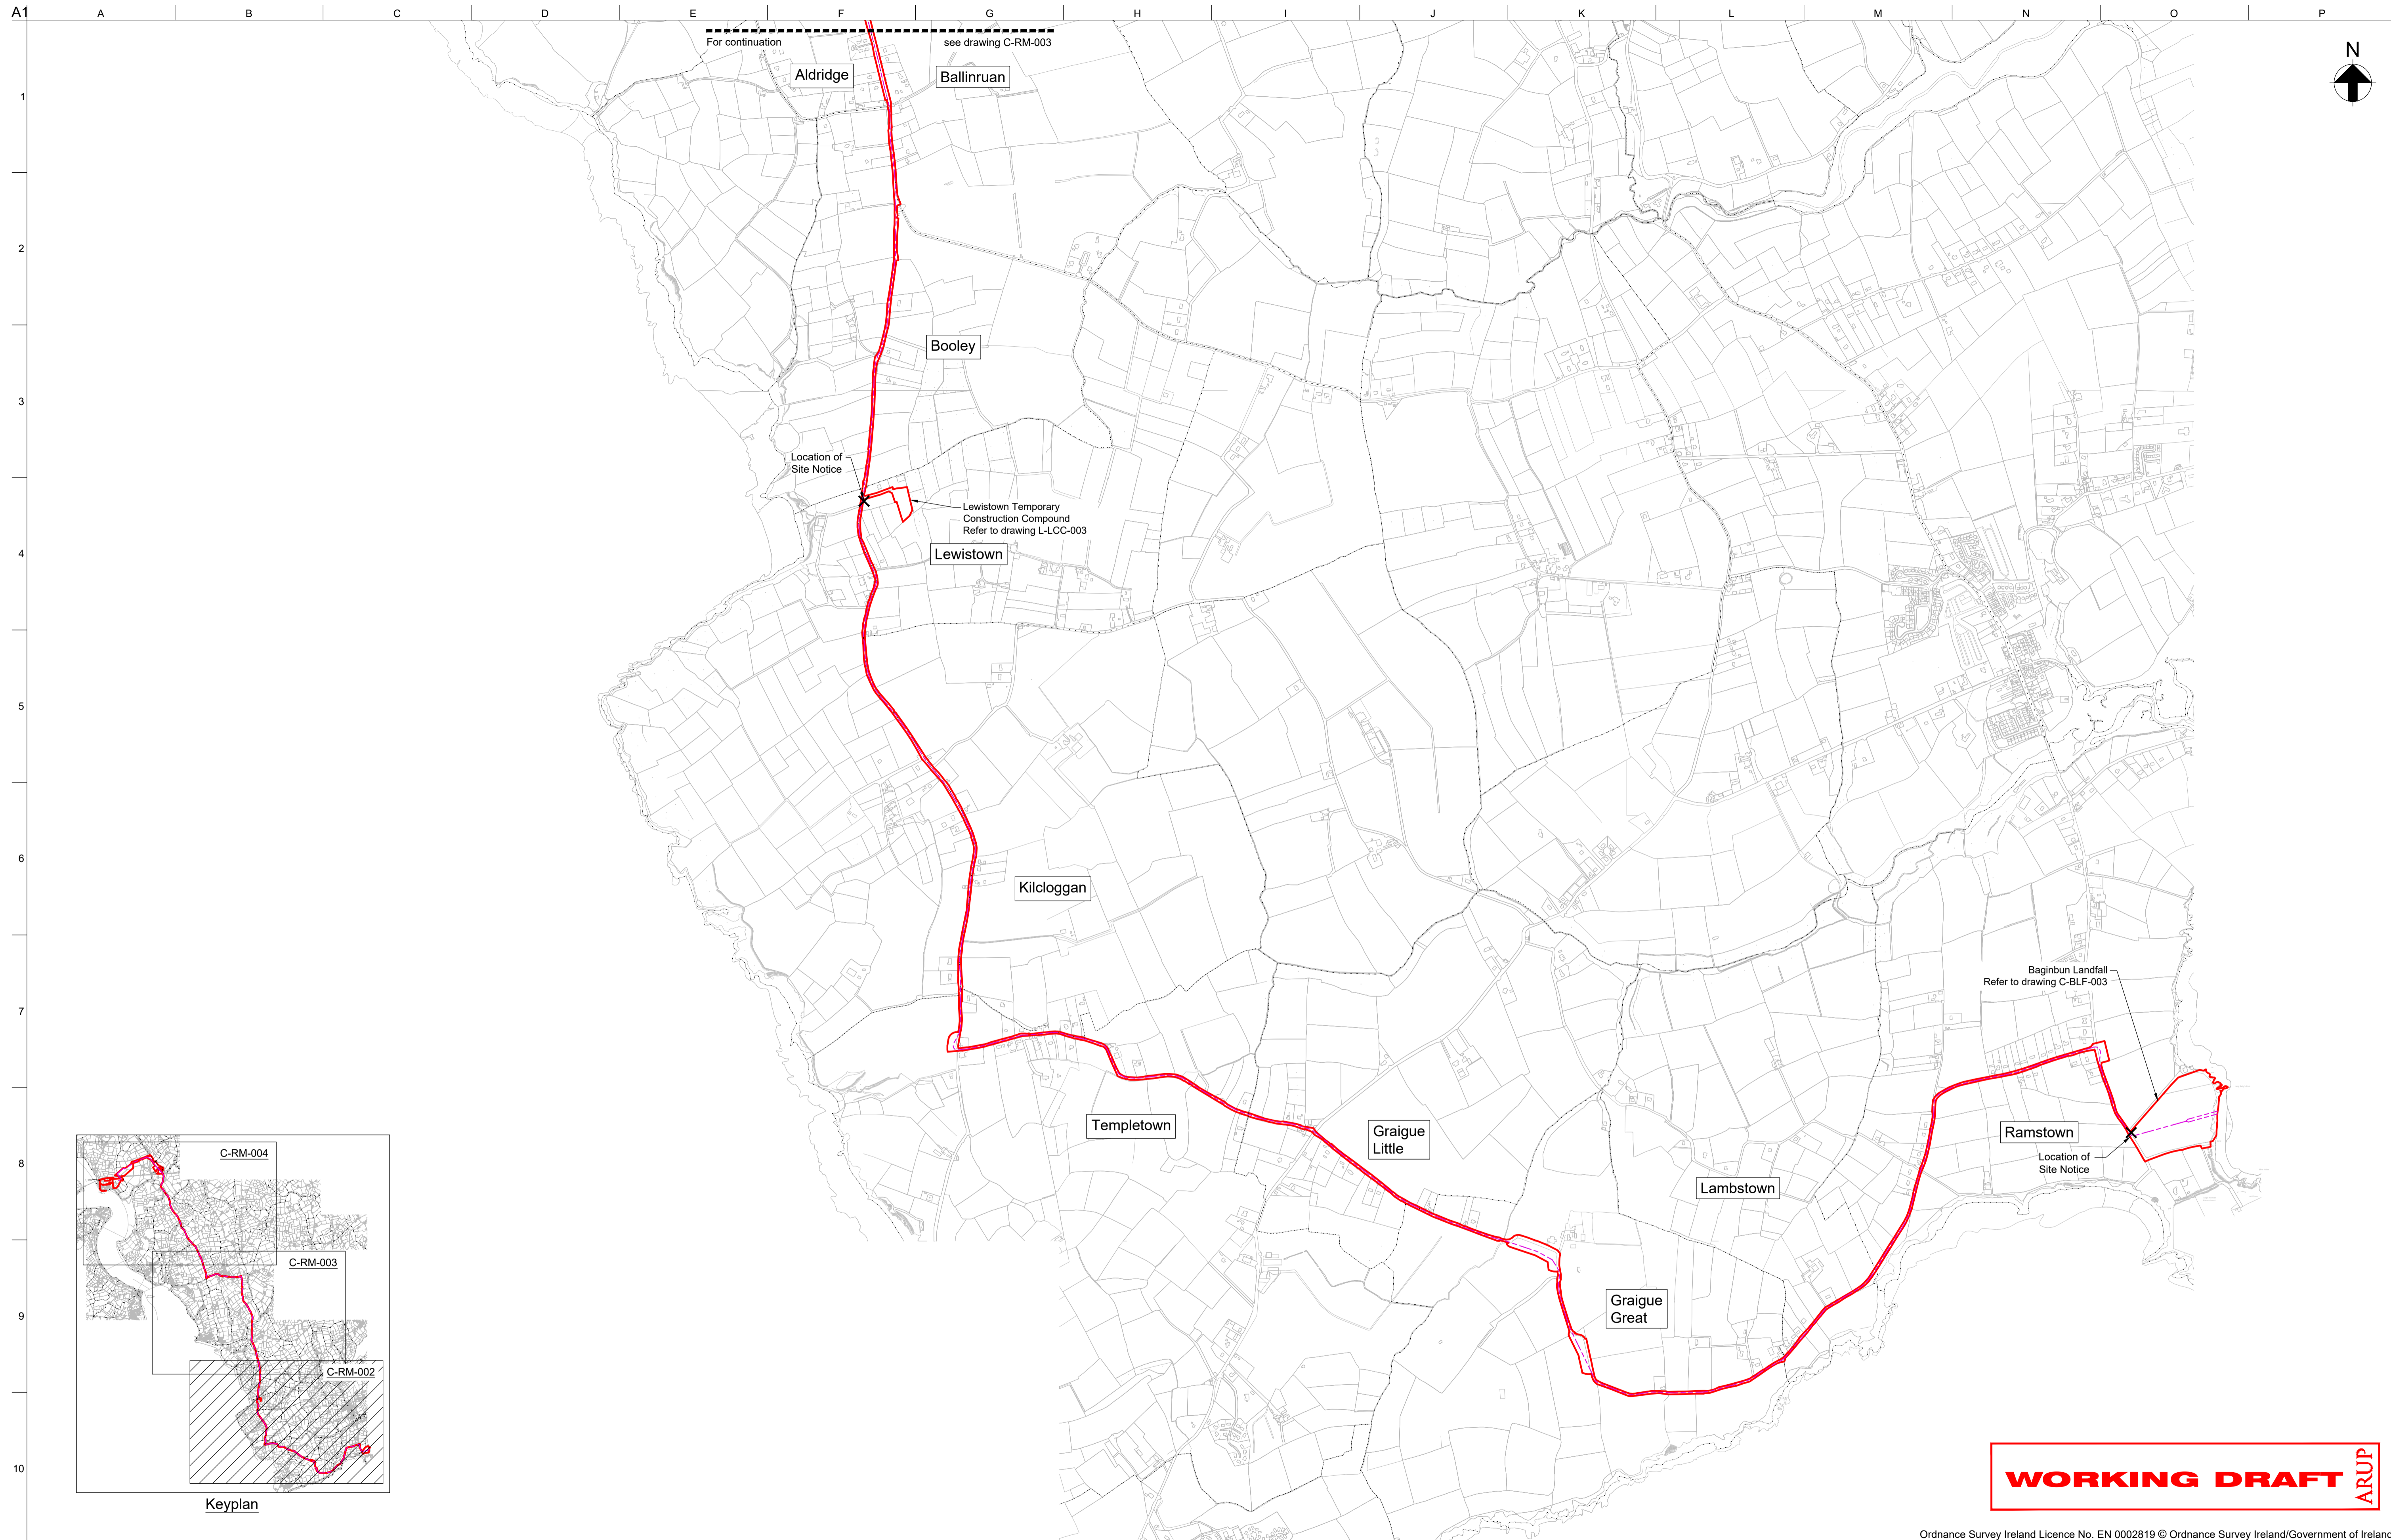 A1
A B C D E F G H I J K L M N O P
For continuation see drawing C-RM-003
N
Aldridge
Ballinruan
1
2
Booley
3
Location of
Site Notice
Lewistown Temporary
Construction Compound
Refer to drawing L-LCC-003
4
Lewistown
5
6
Kilcloggan
7
Baginbun Landfall
Refer to drawing C-BLF-003
Templetown
Graigue
Little
Ramstown
8
Location of
Site Notice
Lambstown
Graigue
Great
9
10
C-RM-004
C-RM-003
C-RM-002
Keyplan
WORKING DRAFT
ARUP
Ordnance Survey Ireland Licence No. EN 0002819 © Ordnance Survey Ireland/Government of Ireland